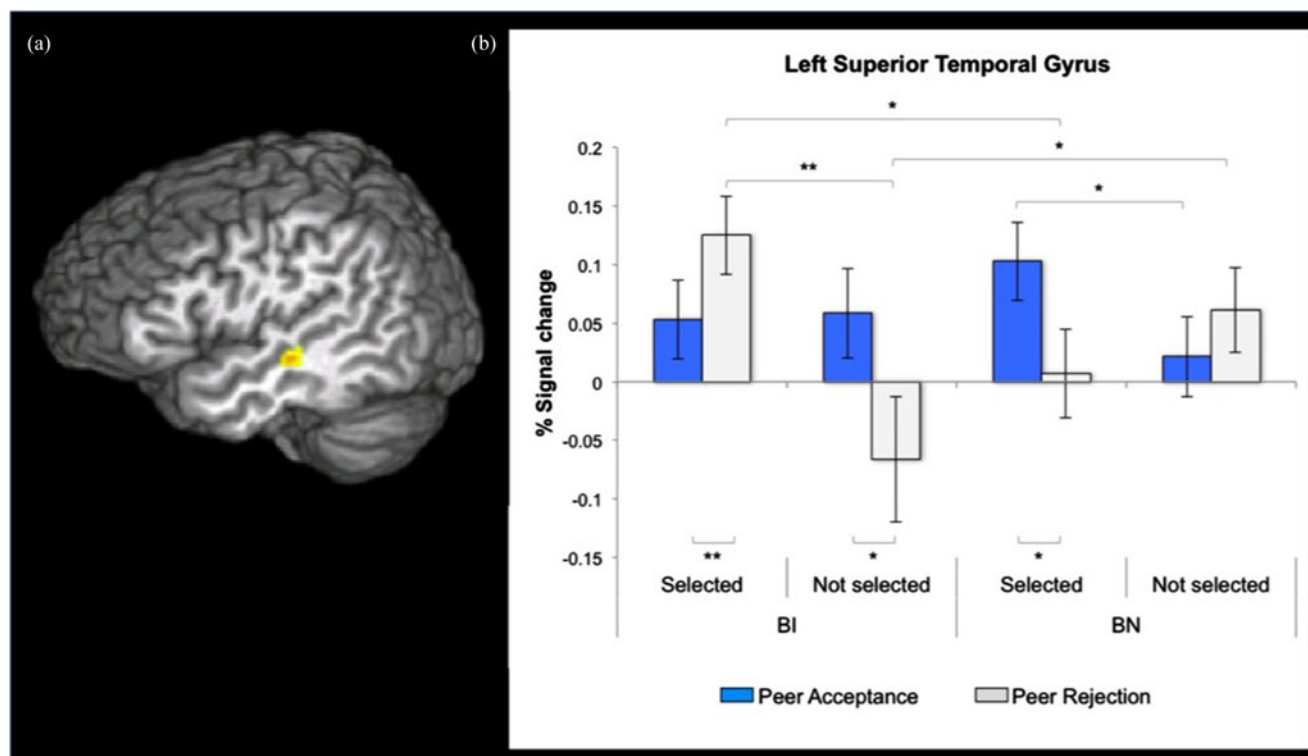 (a)
(b)
Left Superior Temporal Gyrus
*
*
**
*
0.2
0.15
0.1
0.05
0
-0.05
-0.1
-0.15
% Signal change
** * *
Selected Not selected Selected Not selected
BI BN
Peer Acceptance Peer Rejection